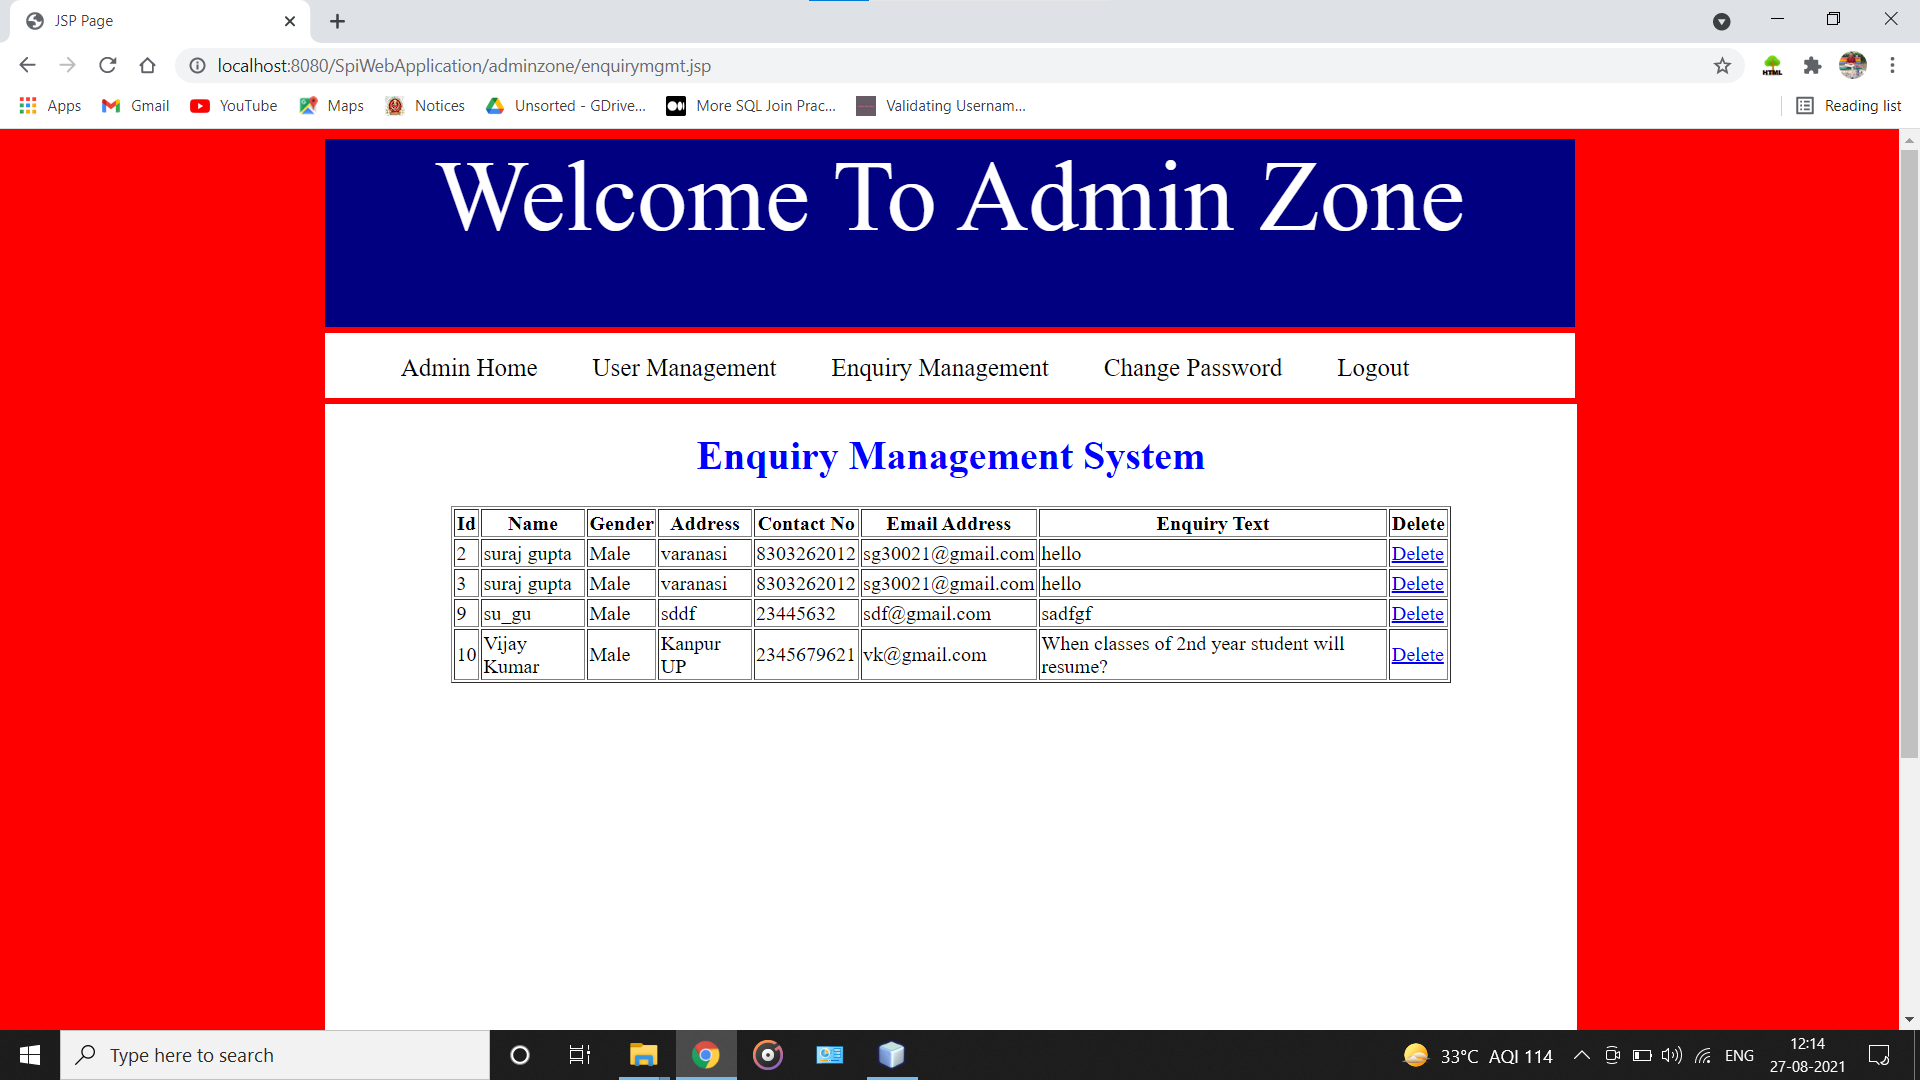 JSP Page
localhost:8080/SpiWebApplication/adminzone/enquirymgmt.jsp
HTML
Apps Gmail YouTube Maps Notices Unsorted - GDrive... More SQL Join Prac... Validating Usernam... Reading list
Welcome To Admin Zone
Admin Home User Management Enquiry Management Change Password Logout
Enquiry Management System
Id Name Gender Address Contact No Email Address Enquiry Text Delete
2 suraj gupta Male varanasi 8303262012 sg30021@gmail.com hello Delete
3 suraj gupta Male varanasi 8303262012 sg30021@gmail.com hello Delete
9 su_gu Male sddf 23445632 sdf@gmail.com sadfgf Delete
10 Vijay Kumar Male Kanpur UP 2345679621 vk@gmail.com When classes of 2nd year student will resume? Delete
Type here to search
33°C AQI 114
ENG
12:14
27-08-2021